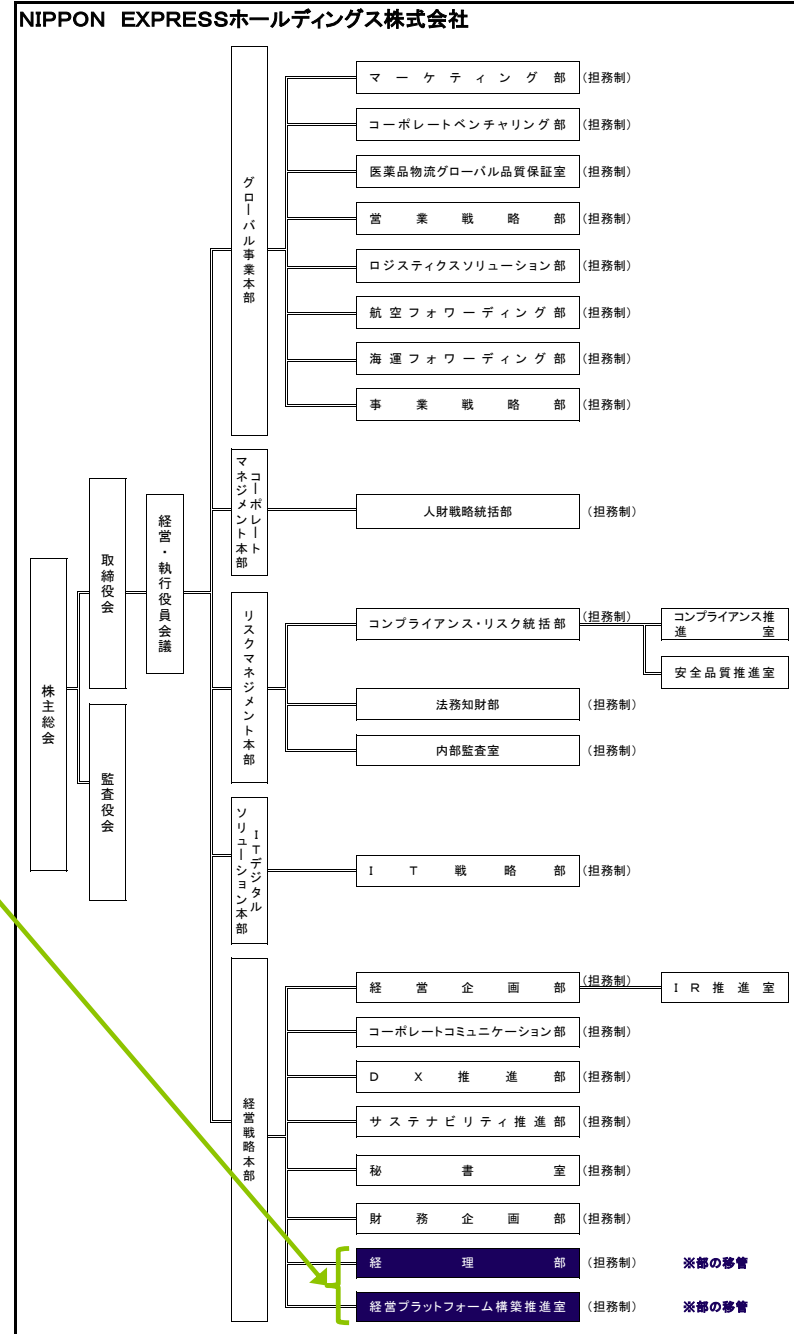 NIPPON EXPRESSホールディングス株式会社
株主総会
取締役会
監査役会
経営・執行役員会議
グローバル事業本部
マーケティング部 (担務制)
コーポレートベンチャリング部 (担務制)
医薬品物流グローバル品質保証室 (担務制)
営業戦略部 (担務制)
ロジスティクスソリューション部 (担務制)
航空フォワーディング部 (担務制)
海運フォワーディング部 (担務制)
事業戦略部 (担務制)
コーポレート
マネジメント本部
人財戦略統括部 (担務制)
リスクマネジメント本部
コンプライアンス・リスク統括部 (担務制)
コンプライアンス推
進室
安全品質推進室
法務知財部 (担務制)
内部監査室 (担務制)
ITデジタル
ソリューション本部
IT戦略部 (担務制)
経営戦略本部
経営企画部 (担務制)
IR推進室
コーポレートコミュニケーション部 (担務制)
DX推進部 (担務制)
サステナビリティ推進部 (担務制)
秘書室 (担務制)
財務企画部 (担務制)
経理部 (担務制) ※部の移管
経営プラットフォーム構築推進室 (担務制) ※部の移管